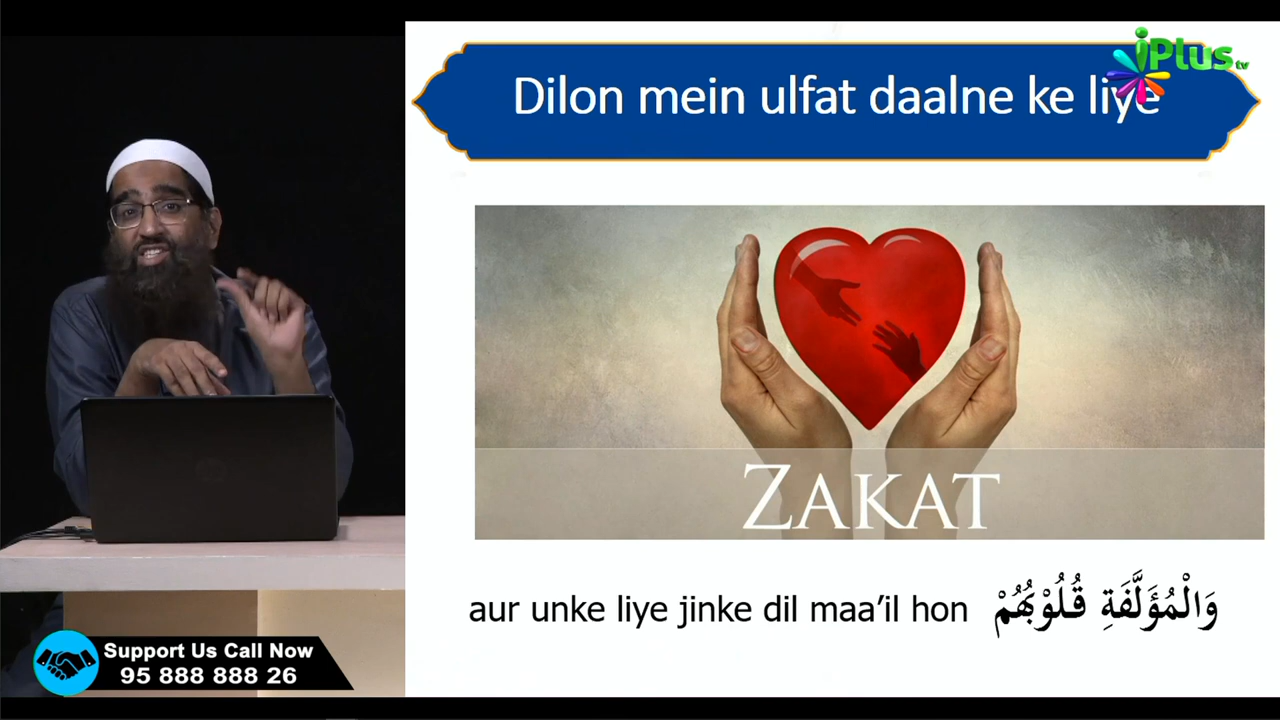 iPlus tv
Dilon mein ulfat daalne ke liye
ZAKAT
aur unke liye jinke dil maa’il hon وَالْمُؤَلَّفَةِ قُلُوْبُهُمْ
Support Us Call Now
95 888 888 26